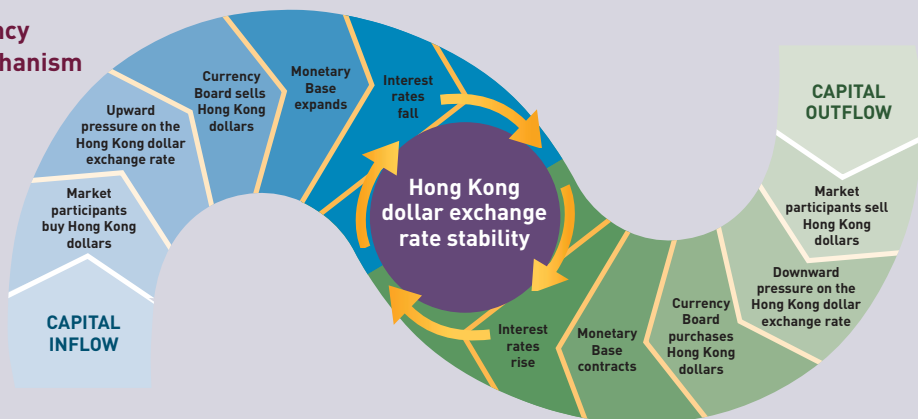 hanism
CAPITAL
INFLOW
Market
participants
buy Hong Kong
dollars
Upward
pressure on the
Hong Kong dollar
exchange rate
Currency
Board sells
Hong Kong
dollars
Monetary
Base
expands
Interest
rates
fall
Hong Kong
dollar exchange
rate stability
CAPITAL
OUTFLOW
Market
participants sell
Hong Kong
dollars
Downward
pressure on the
Hong Kong dollar
exchange rate
Currency
Board
purchases
Hong Kong
dollars
Monetary
Base
contracts
Interest
rates
rise